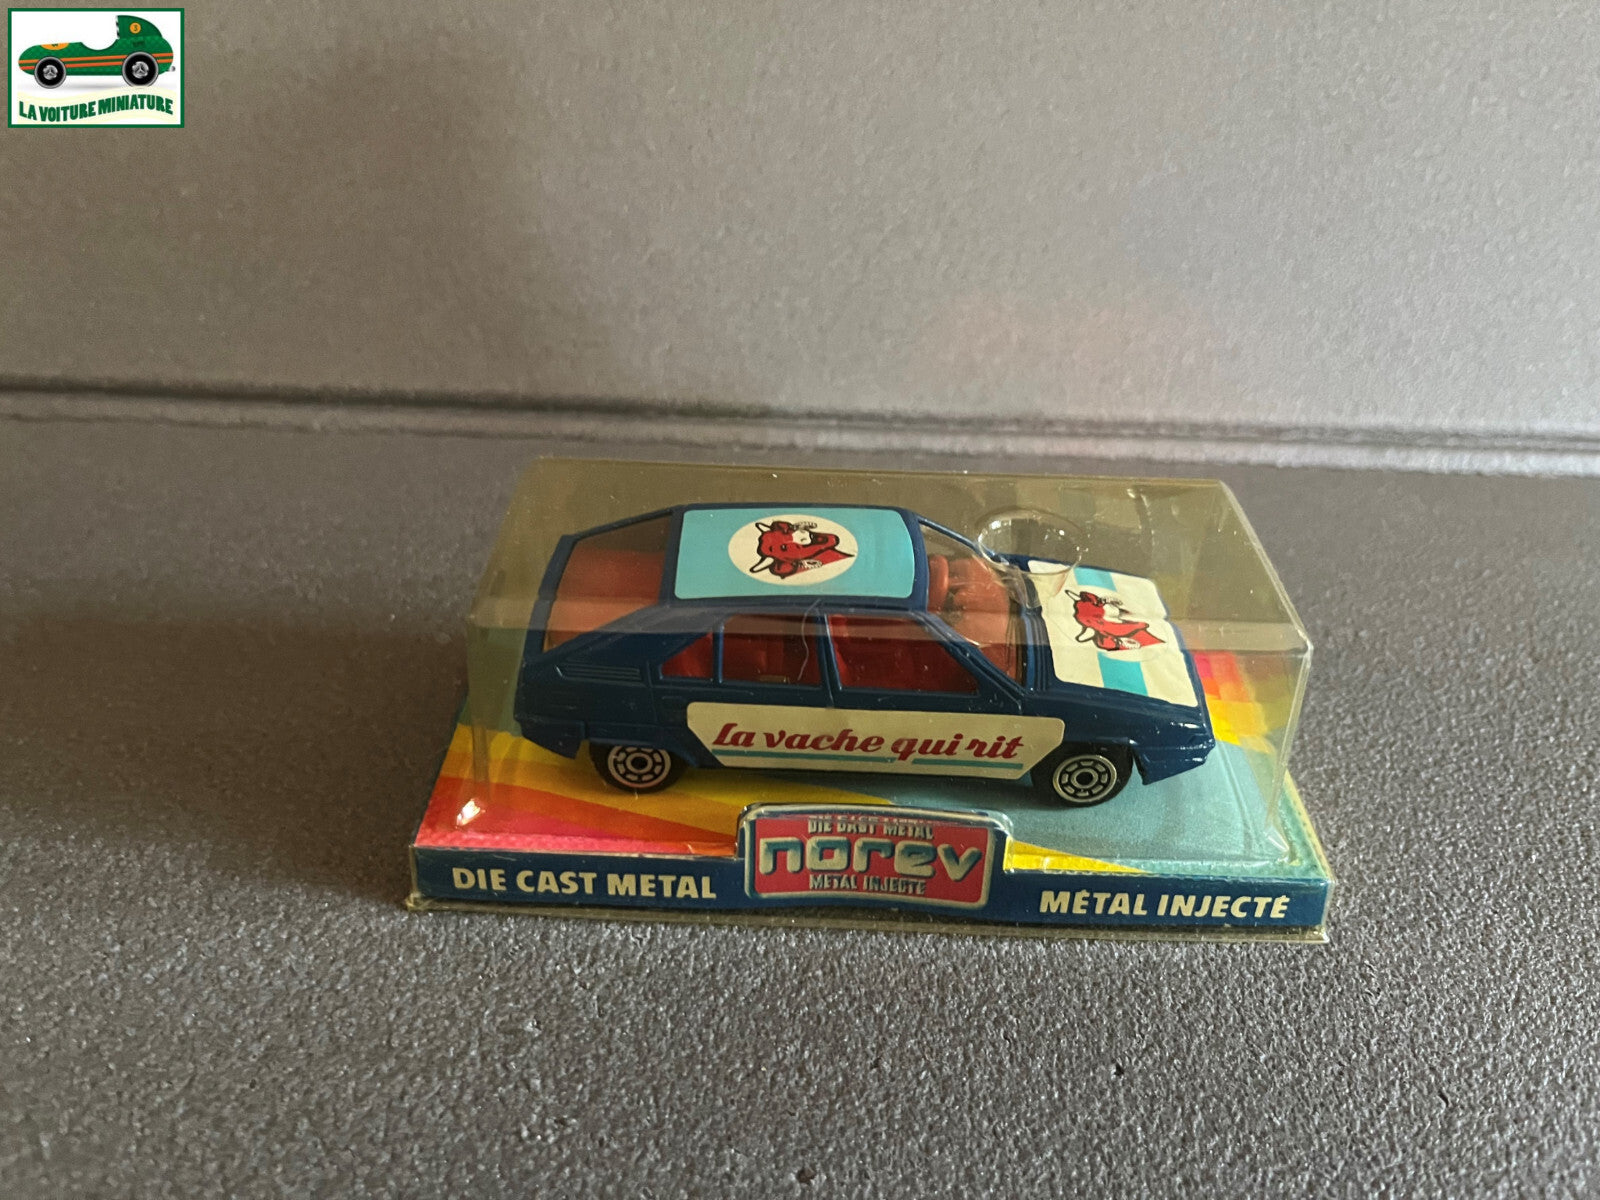 LA VOITURE MINIATURE
La vache qui rit
DIE CAST METAL
DIE CAST METAL
norev
METAL INJECTE
MÉTAL INJECTÉ